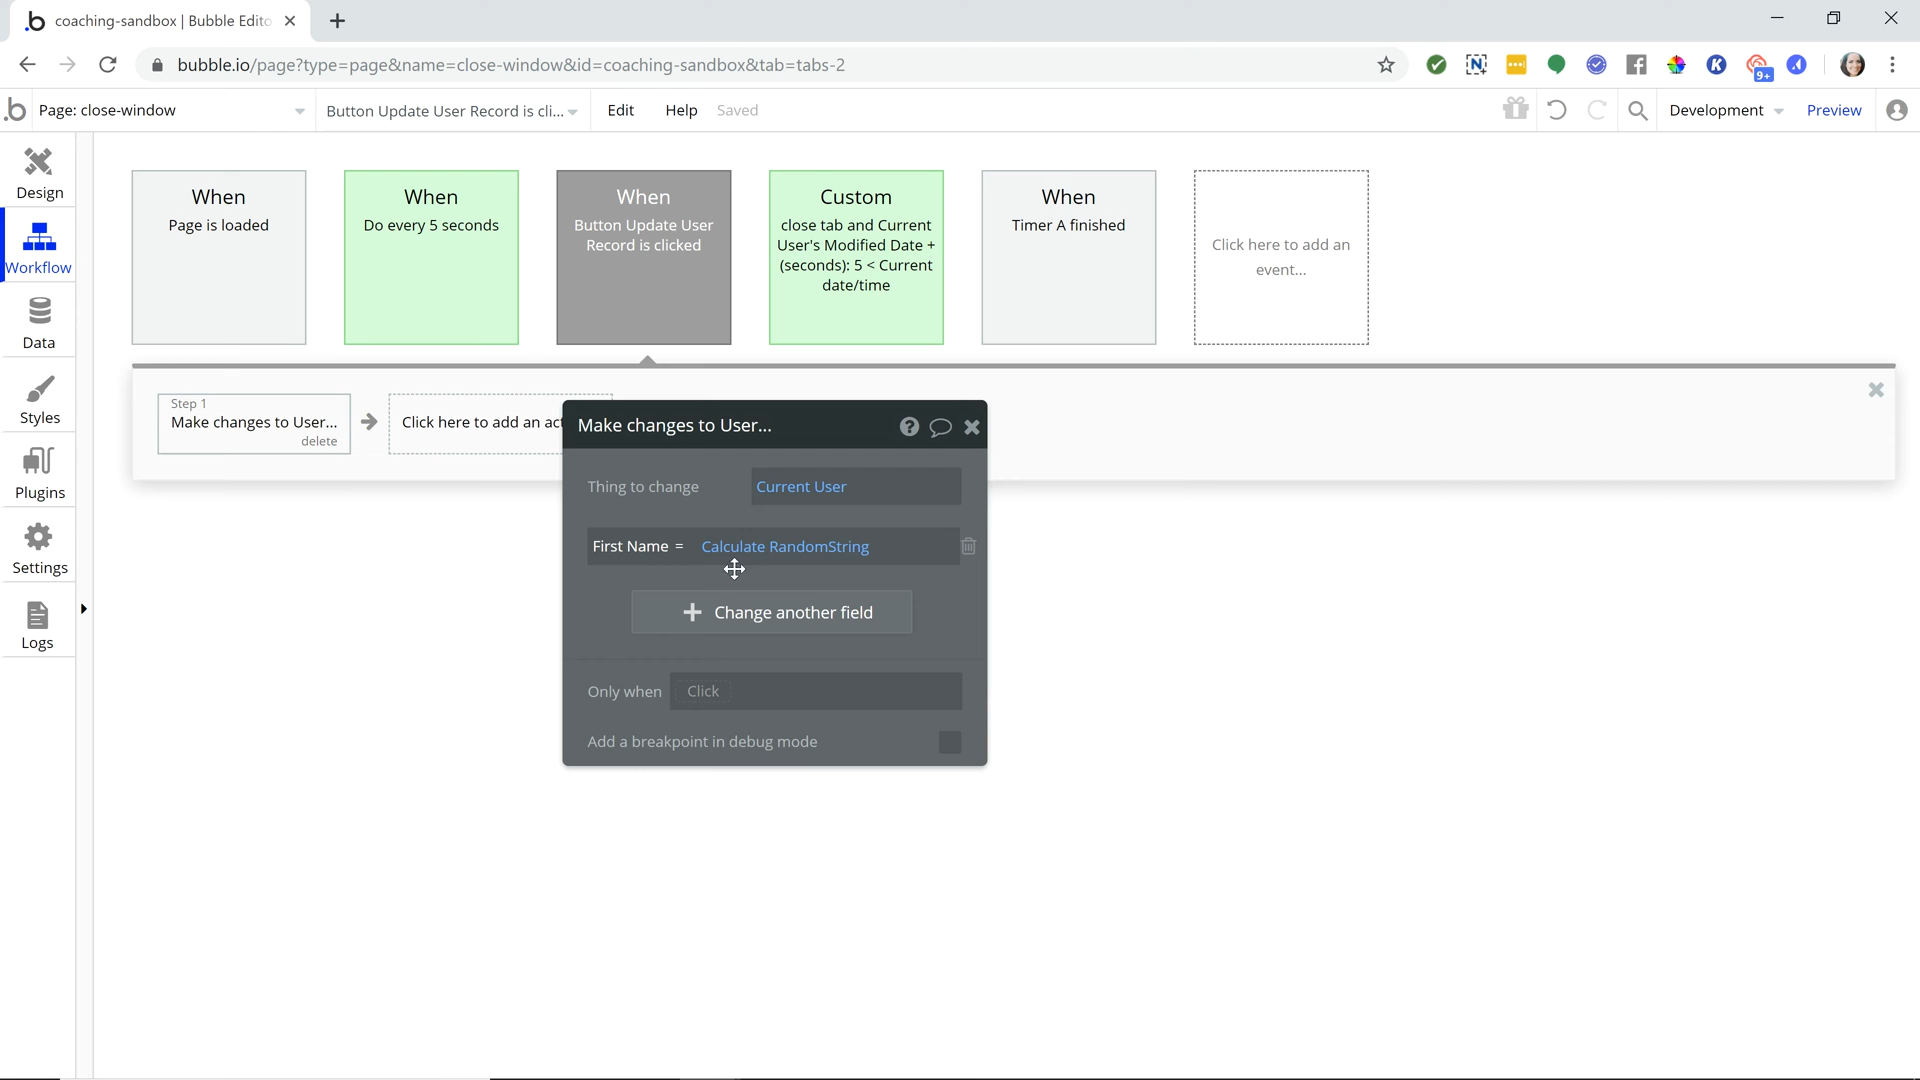 coaching-sandbox | Bubble Edito
bubble.io/page?type=page&name=close-window&id=coaching-sandbox&tab=tabs-2
9+
Page: close-window
Button Update User Record is cli...
Edit
Help
Saved
Development
Preview
Design
Workflow
Data
Styles
Plugins
Settings
Logs
When
Page is loaded
When
Do every 5 seconds
When
Button Update User
Record is clicked
Custom
close tab and Current
User's Modified Date +
(seconds): 5 < Current
date/time
When
Timer A finished
Click here to add an
event...
Step 1
Make changes to User...
delete
Click here to add an act
Make changes to User...
Thing to change
Current User
First Name = Calculate RandomString
Change another field
Only when
Click
Add a breakpoint in debug mode